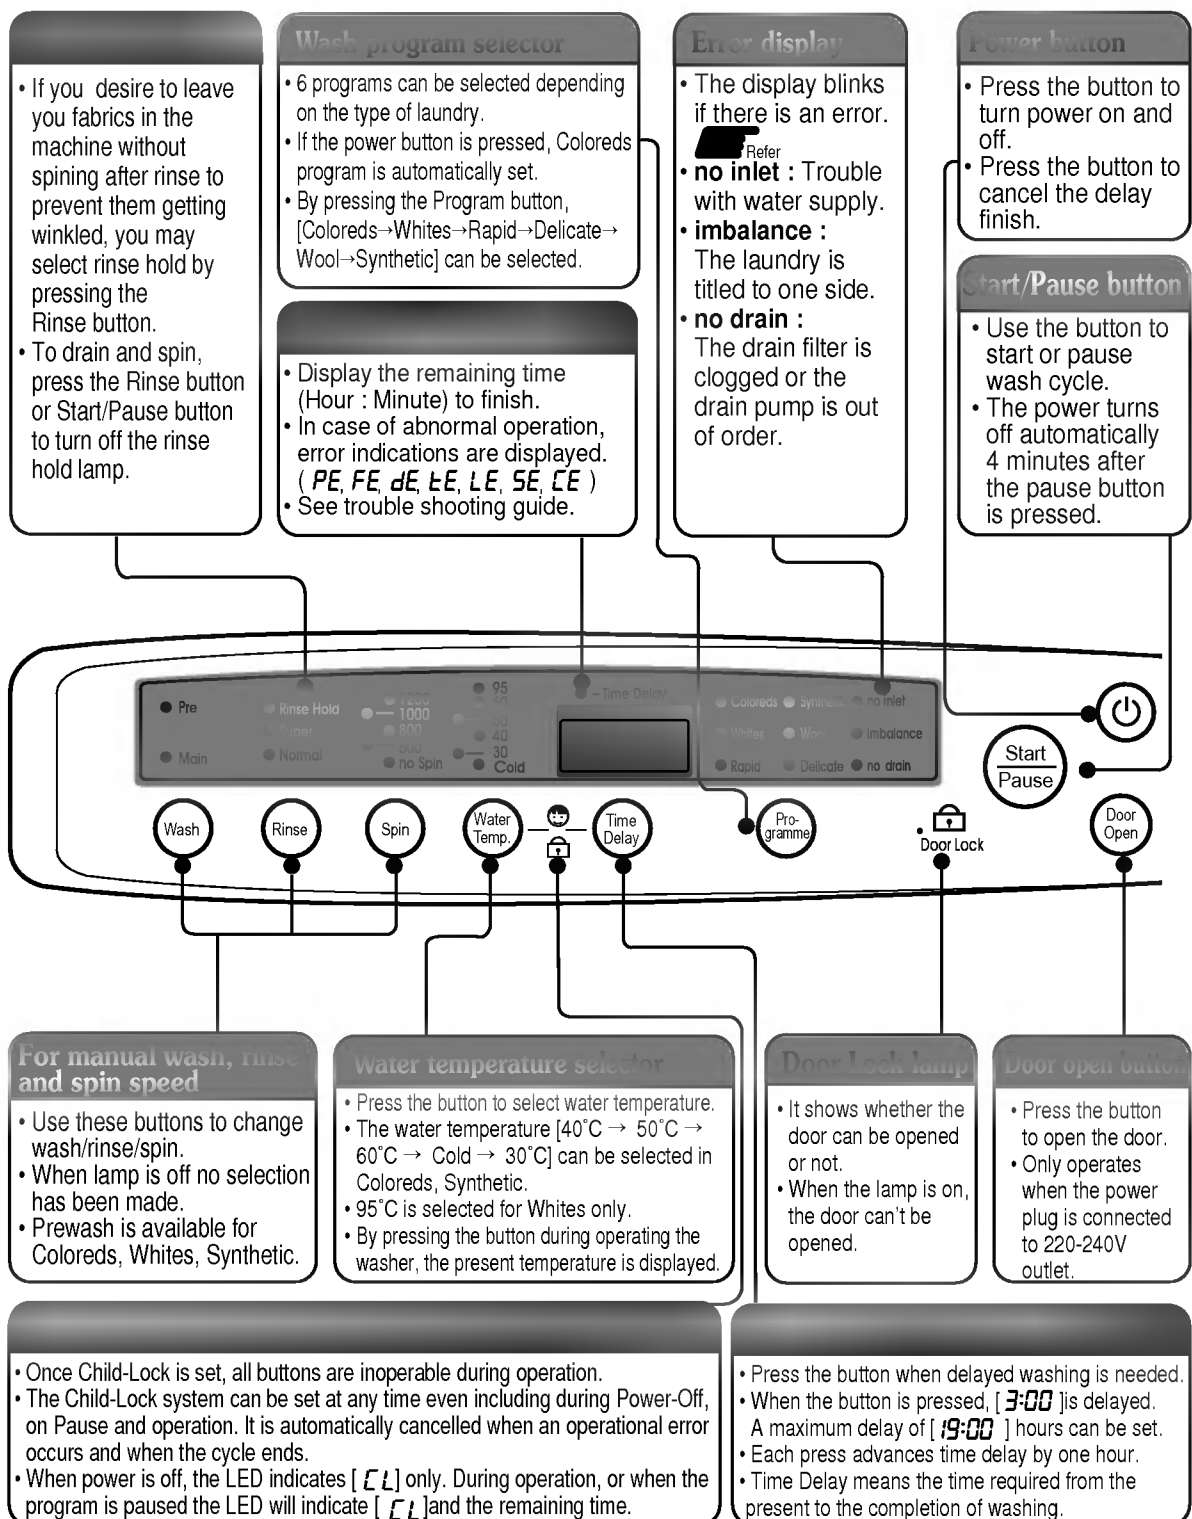 Wash program selector
Error display
Power button
• If you desire to leave
you fabrics in the
machine without
spining after rinse to
prevent them getting
winkled, you may
select rinse hold by
pressing the
Rinse button.
• To drain and spin,
press the Rinse button
or Start/Pause button
to turn off the rinse
hold lamp.
• 6 programs can be selected depending
on the type of laundry.
• If the power button is pressed, Coloreds
program is automatically set.
• By pressing the Program button,
[Coloreds→Whites→Rapid→Delicate→
Wool→Synthetic] can be selected.
• Display the remaining time
(Hour : Minute) to finish.
• In case of abnormal operation,
error indications are displayed.
( PE, FE, dE, tE, LE, SE, CE )
• See trouble shooting guide.
• The display blinks
if there is an error.
Refer
• no inlet : Trouble
with water supply.
• imbalance :
The laundry is
titled to one side.
• no drain :
The drain filter is
clogged or the
drain pump is out
of order.
• Press the button to
turn power on and
off.
• Press the button to
cancel the delay
finish.
Start/Pause button
• Use the button to
start or pause
wash cycle.
• The power turns
off automatically
4 minutes after
the pause button
is pressed.
Pre
Main
Rinse Hold
Super
Normal
1200
1000
800
600
no Spin
95
60
50
40
30
Cold
Time Delay
Coloreds
Synthetic
no inlet
Whites
Wool
imbalance
Rapid
Delicate
no drain
Start
Pause
Wash
Rinse
Spin
Water
Temp.
Time
Delay
Pro-
gramme
Door Lock
Door
Open
For manual wash, rinse
and spin speed
• Use these buttons to change
wash/rinse/spin.
• When lamp is off no selection
has been made.
• Prewash is available for
Coloreds, Whites, Synthetic.
Water temperature selector
• Press the button to select water temperature.
• The water temperature [40˚C → 50˚C →
60˚C → Cold → 30˚C] can be selected in
Coloreds, Synthetic.
• 95˚C is selected for Whites only.
• By pressing the button during operating the
washer, the present temperature is displayed.
Door Lock lamp
• It shows whether the
door can be opened
or not.
• When the lamp is on,
the door can't be
opened.
Door open button
• Press the button
to open the door.
• Only operates
when the power
plug is connected
to 220-240V
outlet.
• Once Child-Lock is set, all buttons are inoperable during operation.
• The Child-Lock system can be set at any time even including during Power-Off,
on Pause and operation. It is automatically cancelled when an operational error
occurs and when the cycle ends.
• When power is off, the LED indicates [ CL] only. During operation, or when the
program is paused the LED will indicate [ CL]and the remaining time.
• Press the button when delayed washing is needed.
• When the button is pressed, [ 3:00 ]is delayed.
A maximum delay of [ 19:00 ] hours can be set.
• Each press advances time delay by one hour.
• Time Delay means the time required from the
present to the completion of washing.